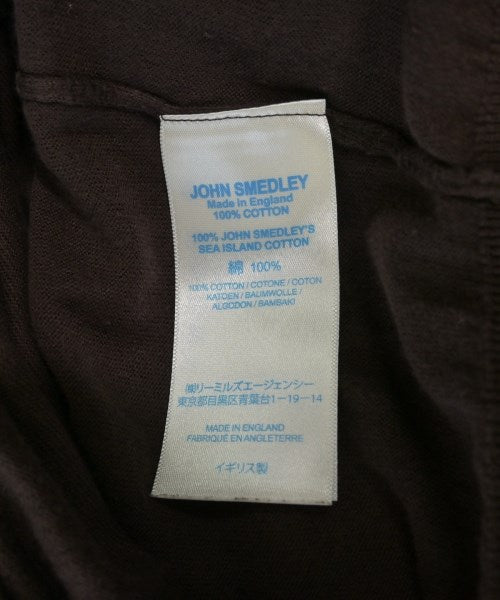 JOHN SMEDLEY
Made in England
100% COTTON
100% JOHN SMEDLEY'S
SEA ISLAND COTTON
綿 100%
100% COTTON / COTONE / COTON
KATOEN / BAUMWOLLE /
ALGODON / BAMBAKI
㈱リーミルズエージェンシー
東京都目黒区青葉台1-19-14
MADE IN ENGLAND
FABRIQUÉ EN ANGLETERRE
イギリス製